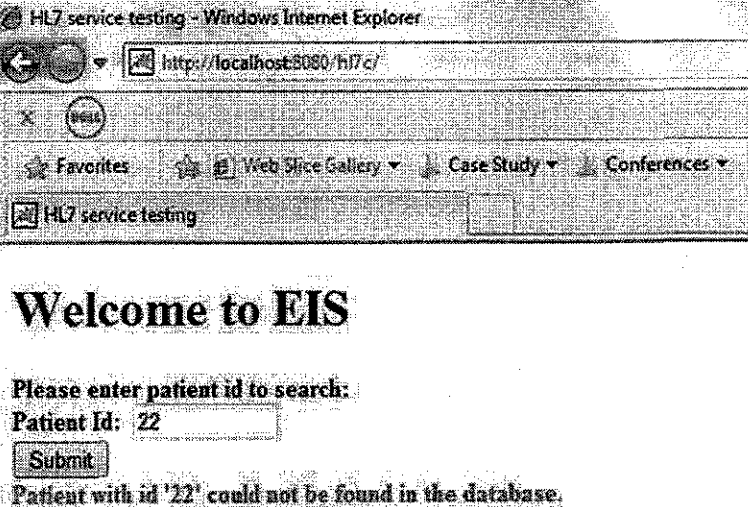 HL7 service testing - Windows Internet Explorer
http://localhost:8080/hl7c/
DELL
Favorites Web Slice Gallery Case Study Conferences
HL7 service testing
Welcome to EIS
Please enter patient id to search:
Patient Id: 22
Submit
Patient with id '22' could not be found in the database.